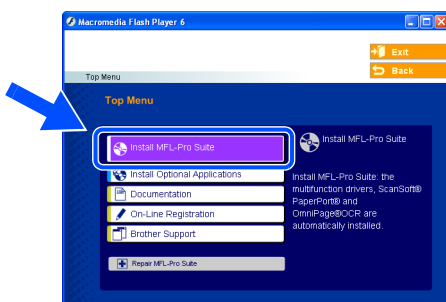 Macromedia Flash Player 6
Exit
Back
Top Menu
Top Menu
Install MFL-Pro Suite
Install Optional Applications
Documentation
On-Line Registration
Brother Support
Repair MFL-Pro Suite
Install MFL-Pro Suite
Install MFL-Pro Suite: the
multifunction drivers, ScanSoft®
PaperPort® and
OmniPage®OCR are
automatically installed.